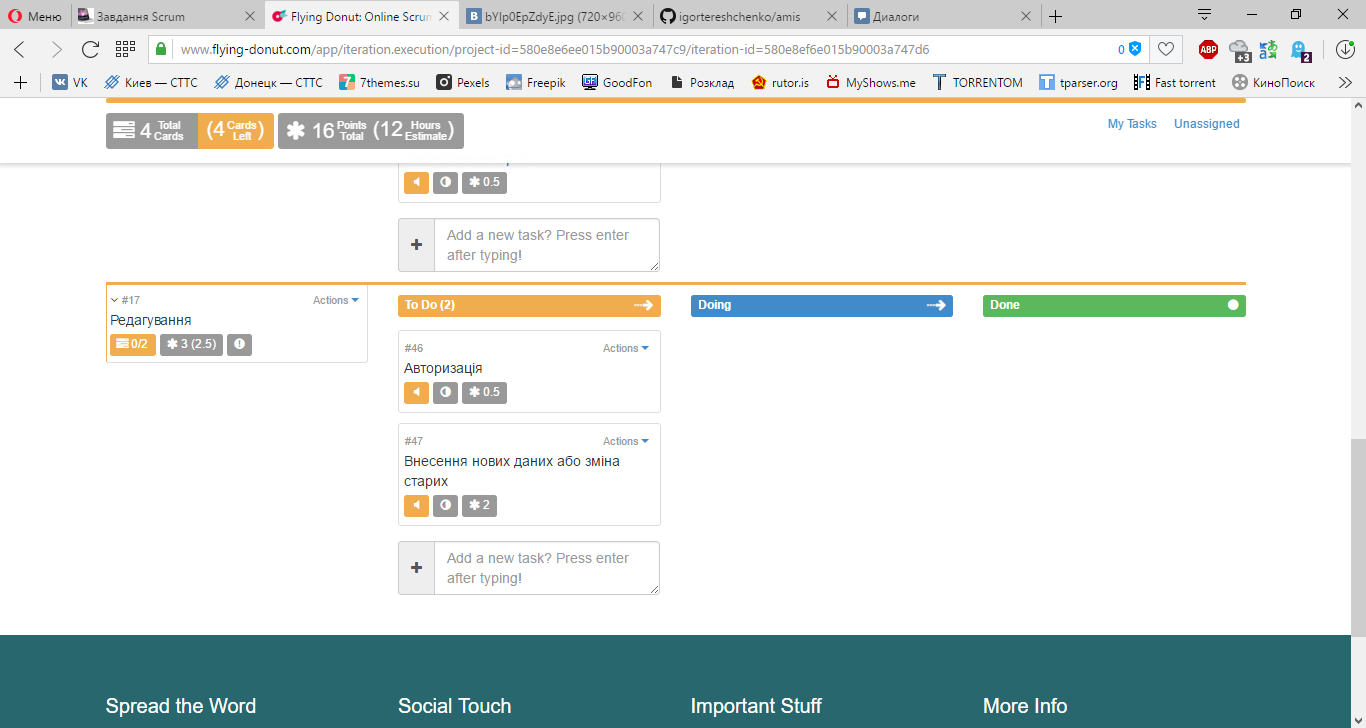 Меню
Завдання Scrum
Flying Donut: Online Scrum
bYIp0EpZdyE.jpg (720×960
igortereshchenko/amis
Диалоги
www.flying-donut.com/app/iteration.execution/project-id=580e8e6ee015b90003a747c9/iteration-id=580e8ef6e015b90003a747d6
0
ABP
+3
2
VK
Киев — СТТС
Донецк — СТТС
7themes.su
Pexels
Freepik
GoodFon
Розклад
rutor.is
MyShows.me
TORRENTOM
tparser.org
Fast torrent
КиноПоиск
4 Total Cards
(4 Cards Left)
16 Points Total (12 Hours Estimate)
My Tasks
Unassigned
0.5
Add a new task? Press enter
after typing!
#17
Actions
Редагування
0/2
3 (2.5)
To Do (2)
Doing
Done
#46
Actions
Авторизація
0.5
#47
Actions
Внесення нових даних або зміна
старих
2
Add a new task? Press enter
after typing!
Spread the Word
Social Touch
Important Stuff
More Info